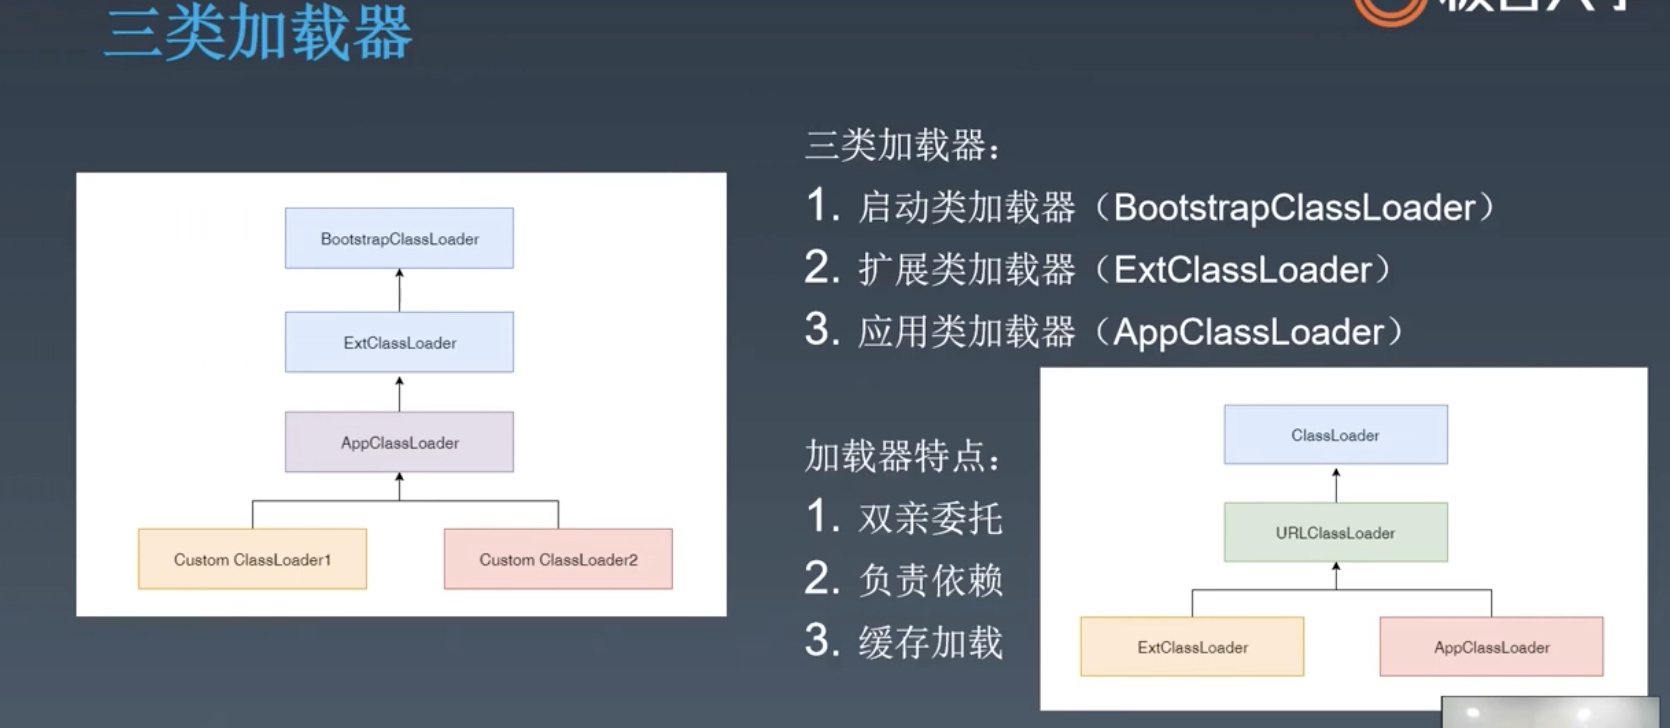 三类加载器
BootstrapClassLoader
ExtClassLoader
AppClassLoader
Custom ClassLoader1
Custom ClassLoader2
三类加载器：
1. 启动类加载器（BootstrapClassLoader）
2. 扩展类加载器（ExtClassLoader）
3. 应用类加载器（AppClassLoader）
加载器特点：
1. 双亲委托
2. 负责依赖
3. 缓存加载
ClassLoader
URLClassLoader
ExtClassLoader
AppClassLoader